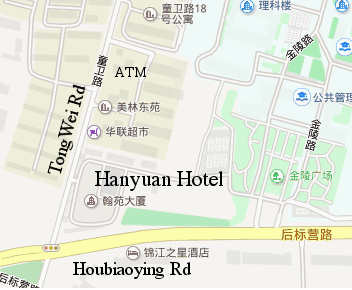 童卫路18
号公寓
理科楼
金陵路
童卫路
ATM
美林东苑
公共管理
华联超市
金陵路
Tong Wei Rd
Hanyuan Hotel
金陵广场
翰苑大厦
后标营路
锦江之星酒店
Houbiaoying Rd
童卫路